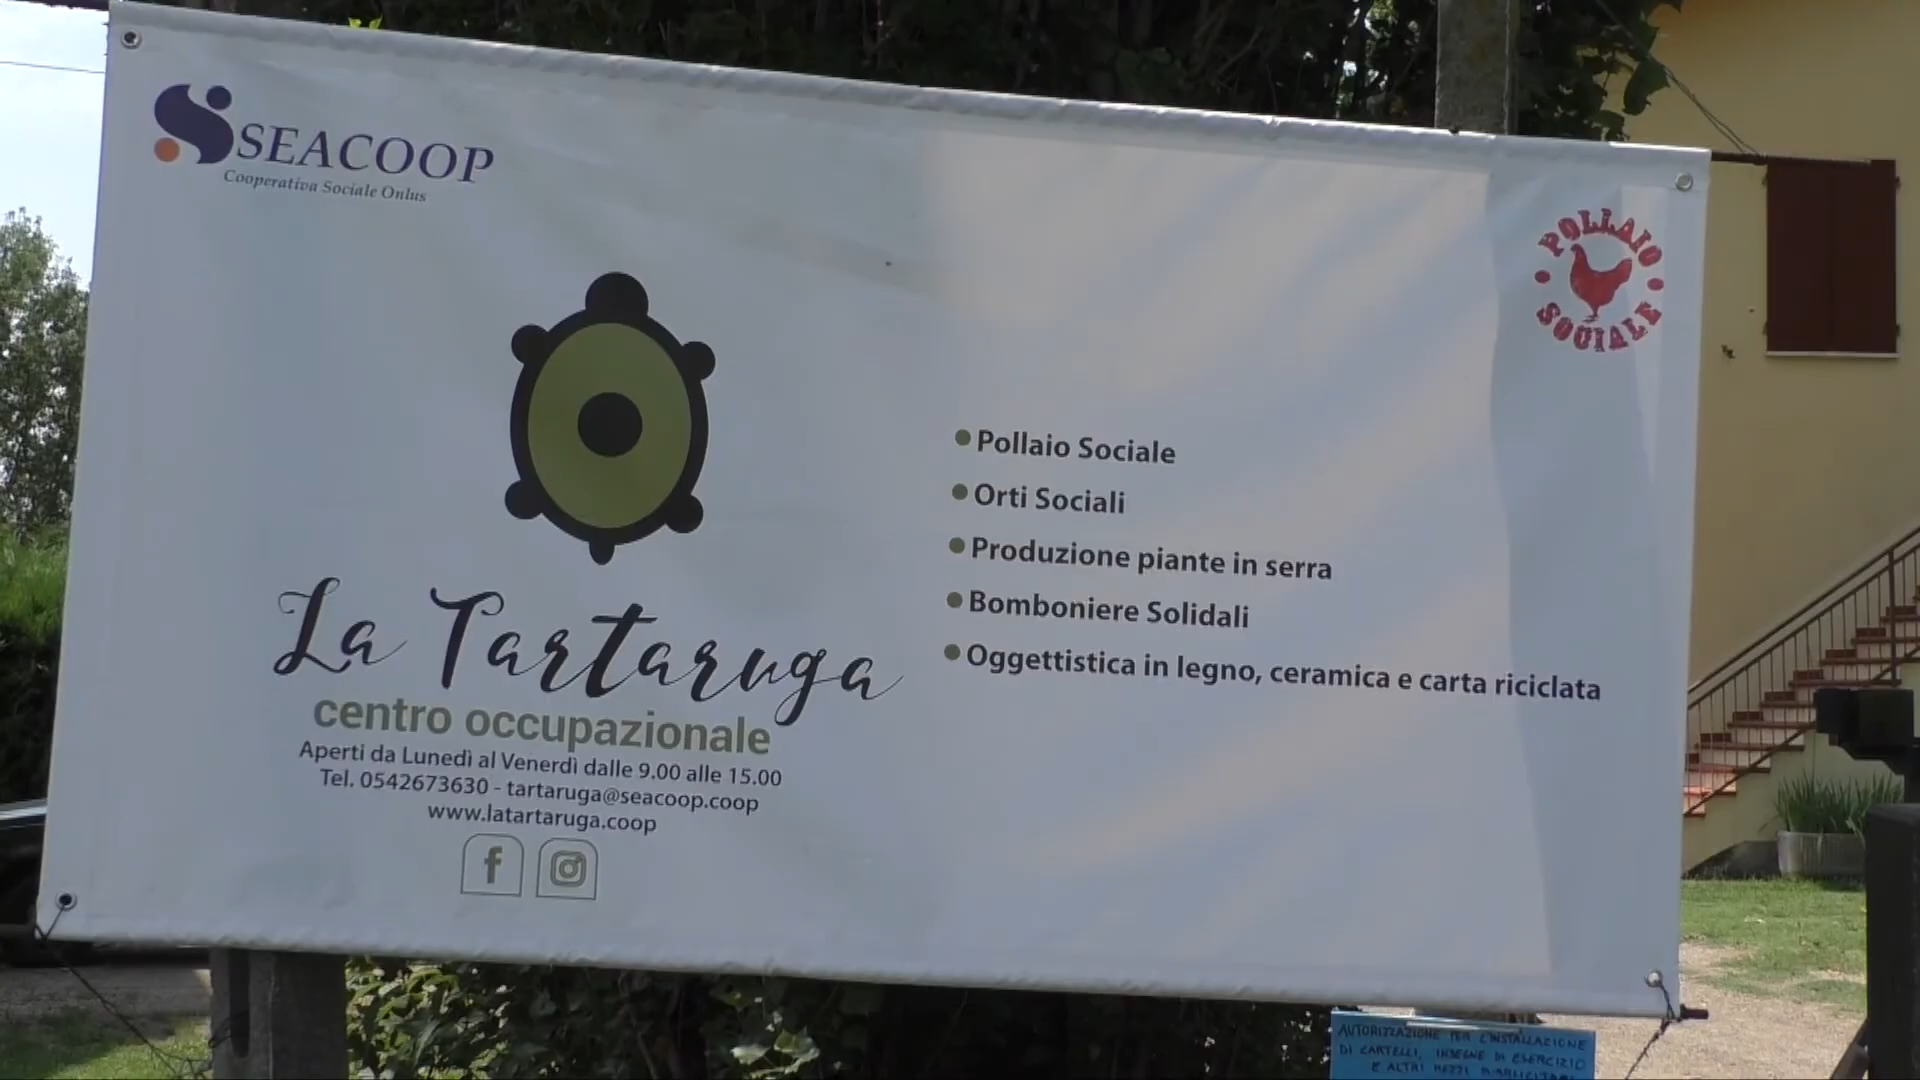 SEACOOP
Cooperativa Sociale Onlus
POLLAIO
SOCIALE
La Tartaruga
centro occupazionale
Aperti da Lunedì al Venerdì dalle 9.00 alle 15.00
Tel. 0542673630 - tartaruga@seacoop.coop
www.latartaruga.coop
Pollaio Sociale
Orti Sociali
Produzione piante in serra
Bomboniere Solidali
Oggettistica in legno, ceramica e carta riciclata
AUTORIZZAZIONE PER L'INSTALLAZIONE
DI CARTELLI, INSEGNE DI ESERCIZIO
E ALTRI MEZZI